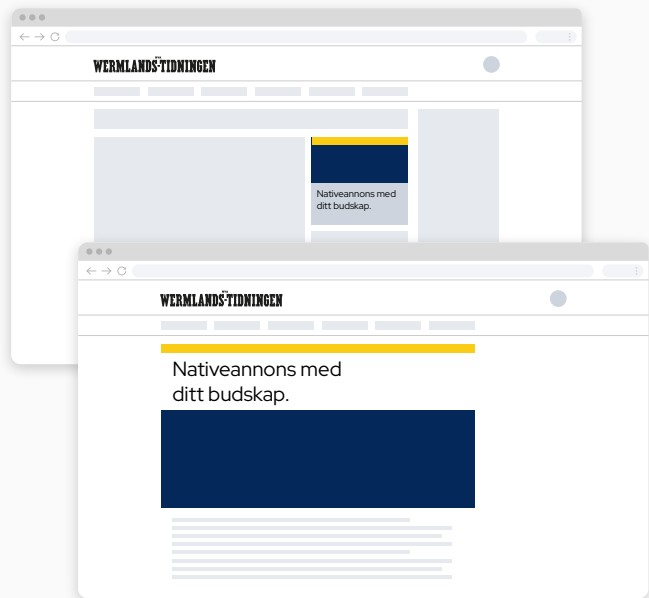 WERMLANDS-TIDNINGEN
Nativeannons med
ditt budskap.
WERMLANDS-TIDNINGEN
Nativeannons med
ditt budskap.